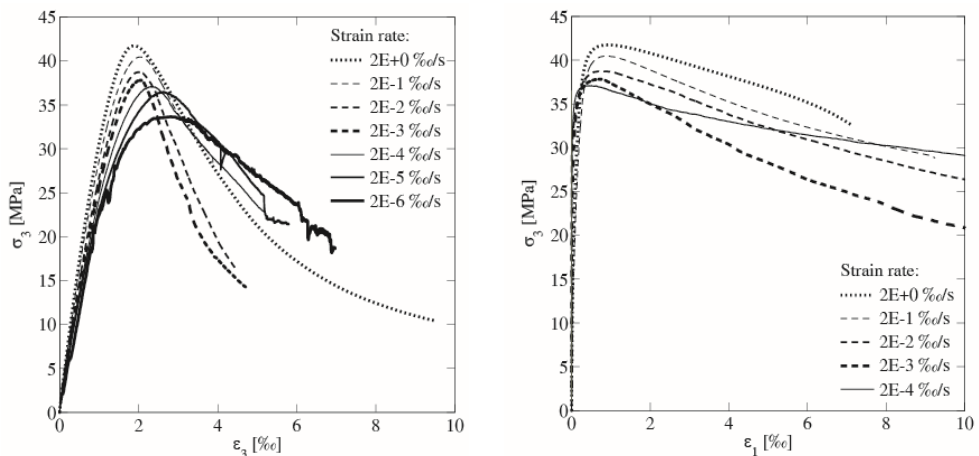 45
40
35
30
25
20
15
10
5
0
σ3 [MPa]
Strain rate:
2E+0 ‰/s
2E-1 ‰/s
2E-2 ‰/s
2E-3 ‰/s
2E-4 ‰/s
2E-5 ‰/s
2E-6 ‰/s
0 2 4 6 8 10
ε3 [‰]
45
40
35
30
25
20
15
10
5
0
σ3 [MPa]
Strain rate:
2E+0 ‰/s
2E-1 ‰/s
2E-2 ‰/s
2E-3 ‰/s
2E-4 ‰/s
0 2 4 6 8 10
ε1 [‰]